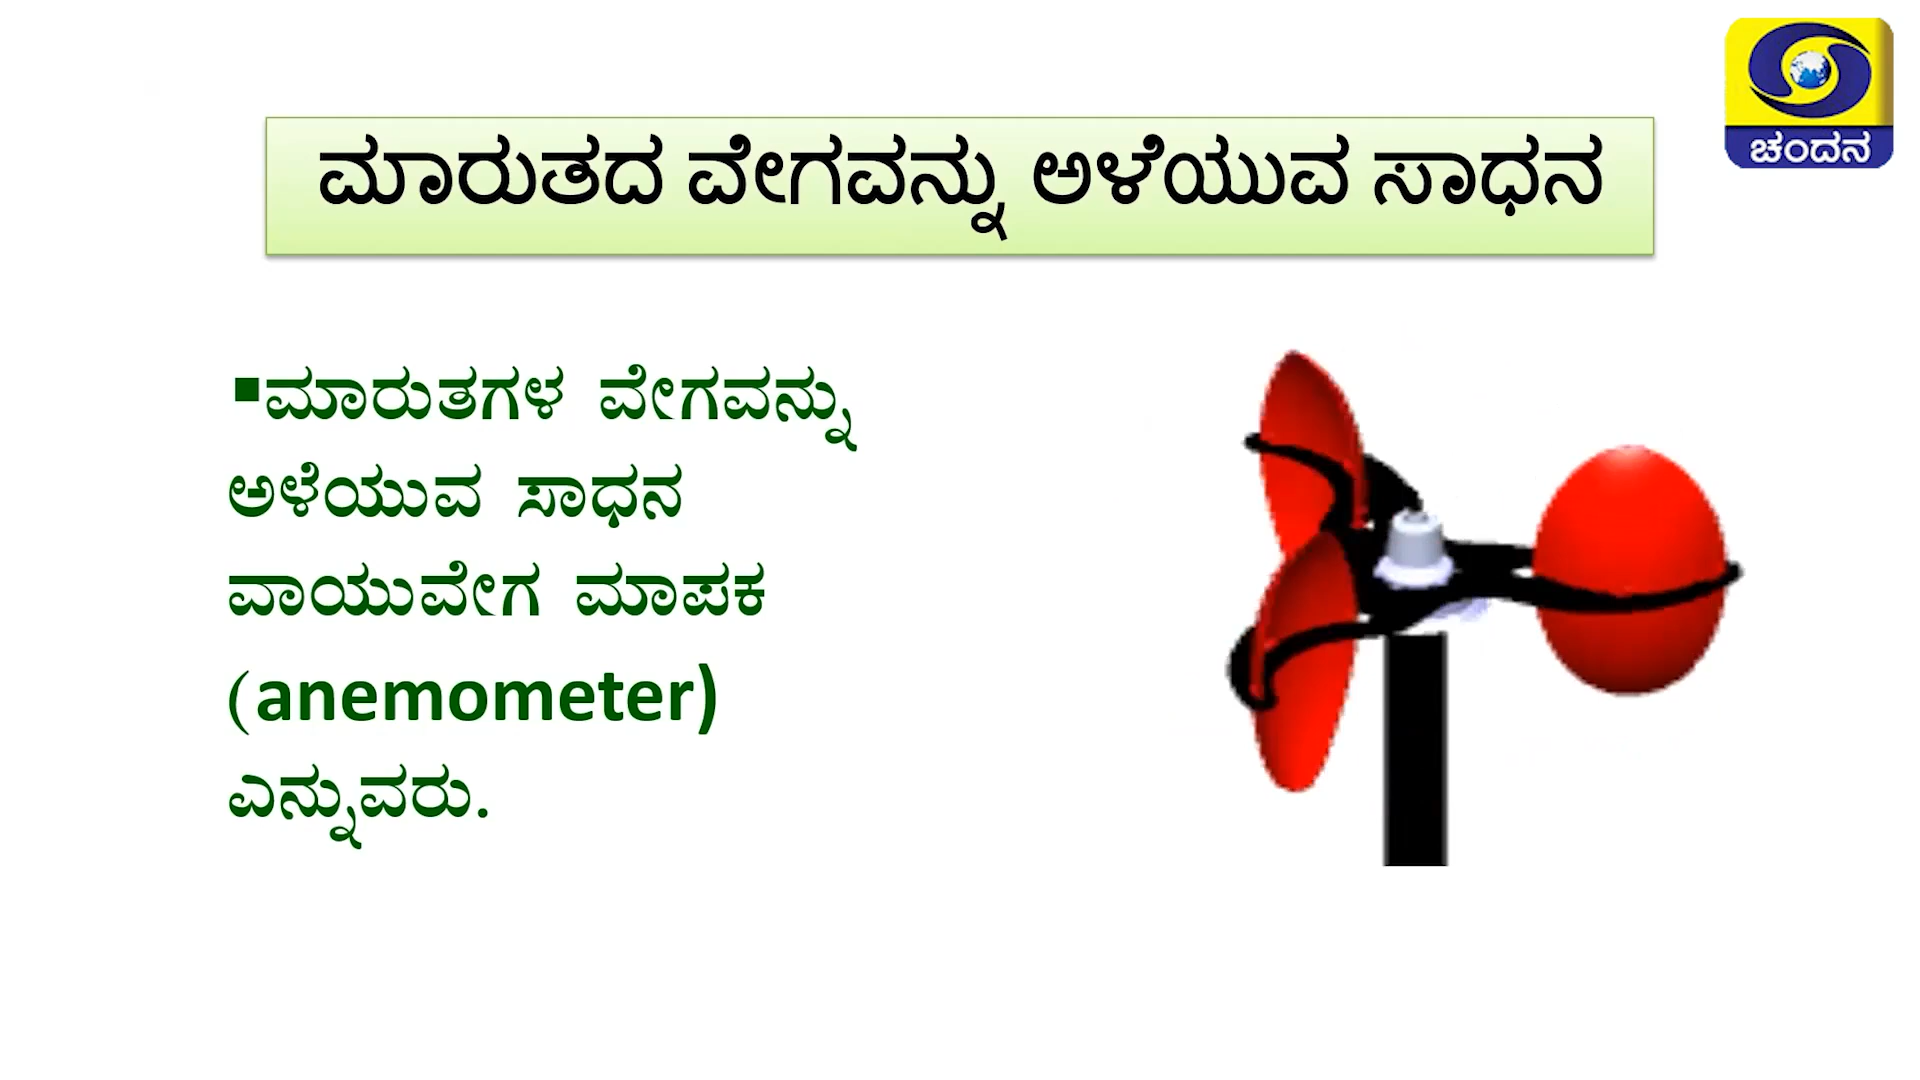 ಮಾರುತದ ವೇಗವನ್ನು ಅಳೆಯುವ ಸಾಧನ
ಚಂದನ
▪ಮಾರುತಗಳ ವೇಗವನ್ನು
ಅಳೆಯುವ ಸಾಧನ
ವಾಯುವೇಗ ಮಾಪಕ
(anemometer)
ಎನ್ನುವರು.